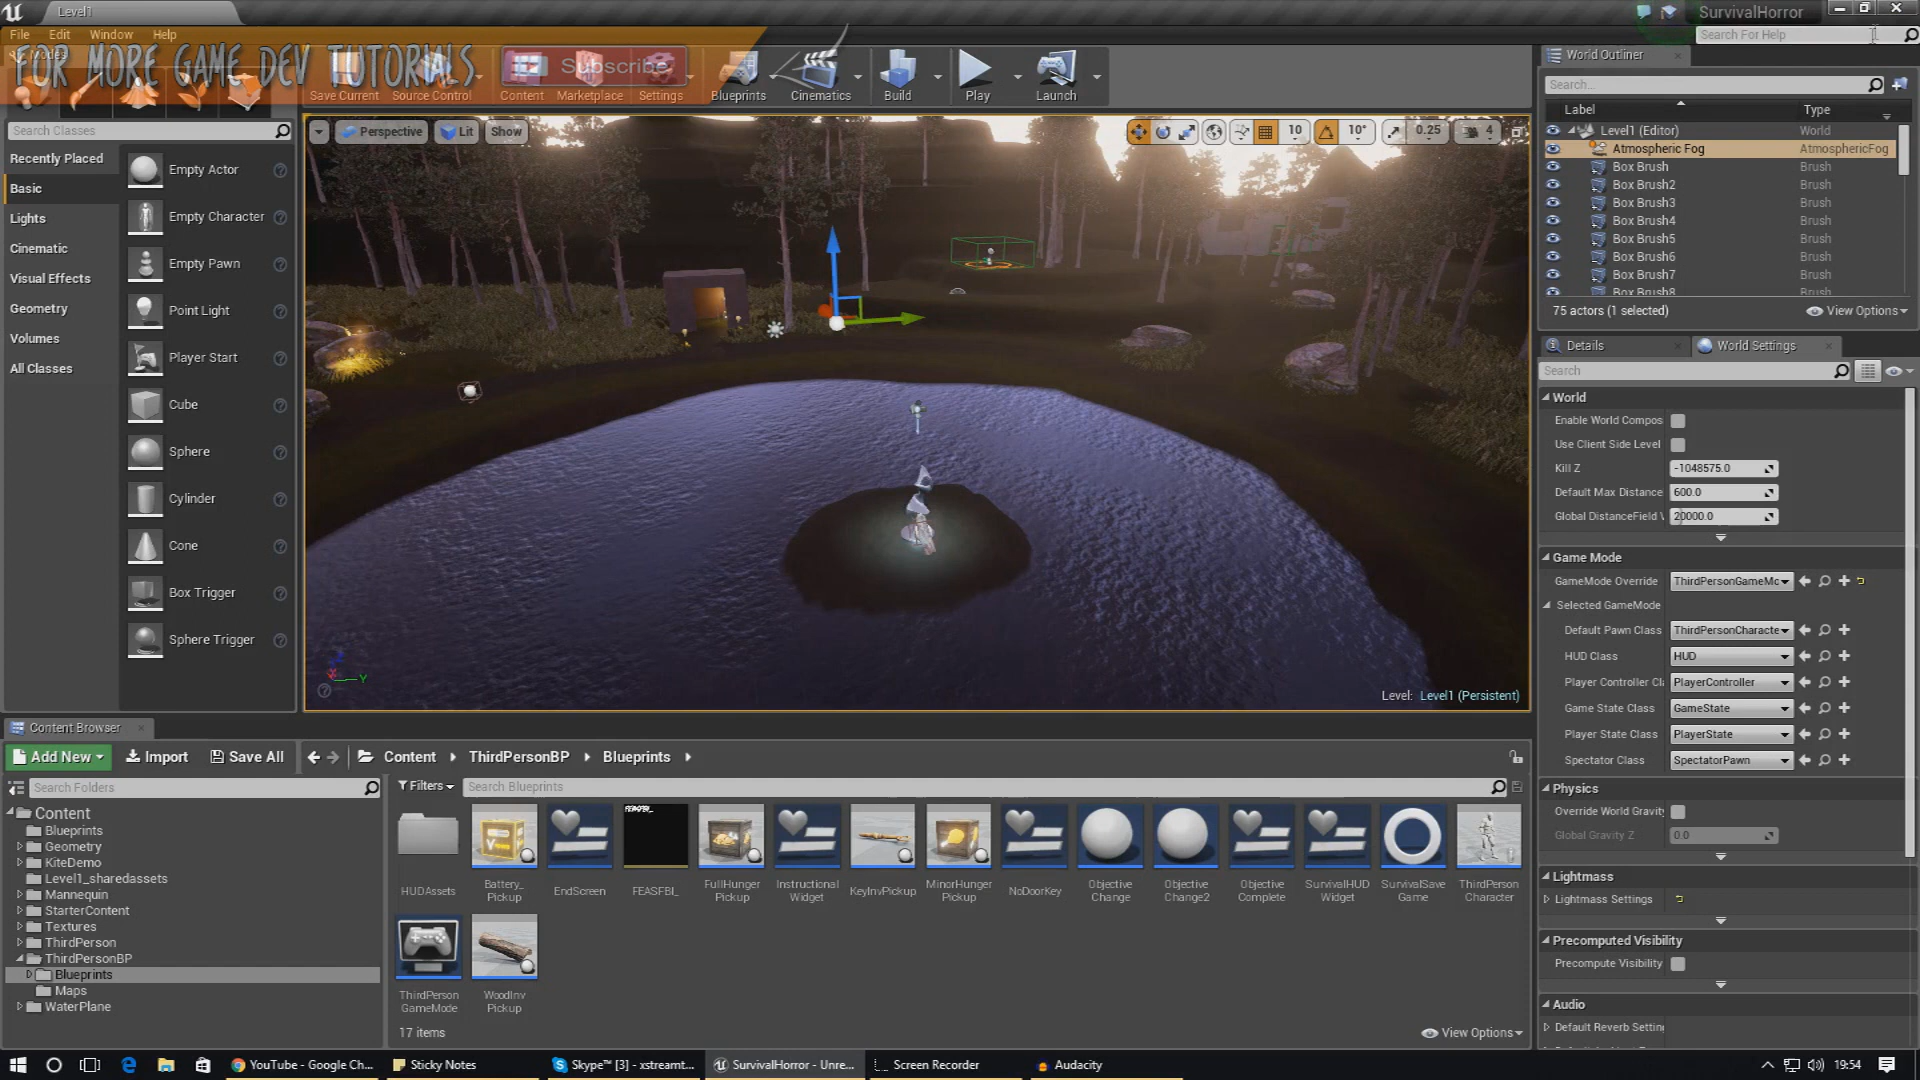 Level1
SurvivalHorror
File Edit Window Help
Search For Help
FOR MORE GAME DEV TUTORIALS
Modes
Subscribe
Save Current
Source Control
Content
Marketplace
Settings
Blueprints
Cinematics
Build
Play
Launch
World Outliner
Search...
Label
Type
Search Classes
Perspective
Lit
Show
10
10°
0.25
4
Level1 (Editor) World
Atmospheric Fog AtmosphericFog
Box Brush Brush
Box Brush2 Brush
Box Brush3 Brush
Box Brush4 Brush
Box Brush5 Brush
Box Brush6 Brush
Box Brush7 Brush
Box Brush8 Brush
75 actors (1 selected)
View Options
Recently Placed
Basic
Lights
Cinematic
Visual Effects
Geometry
Volumes
All Classes
Empty Actor
Empty Character
Empty Pawn
Point Light
Player Start
Cube
Sphere
Cylinder
Cone
Box Trigger
Sphere Trigger
X
Y
Level: Level1 (Persistent)
Details
World Settings
Search
World
Enable World Compos
Use Client Side Level
Kill Z -1048575.0
Default Max Distance 600.0
Global DistanceField V 20000.0
Game Mode
GameMode Override ThirdPersonGameMo
Selected GameMode
Default Pawn Class ThirdPersonCharacte
HUD Class HUD
Player Controller Cl PlayerController
Game State Class GameState
Player State Class PlayerState
Spectator Class SpectatorPawn
Physics
Override World Gravity
Global Gravity Z 0.0
Lightmass
Lightmass Settings
Precomputed Visibility
Precompute Visibility
Audio
Default Reverb Settin
Content Browser
Add New
Import
Save All
Content
ThirdPersonBP
Blueprints
Search Folders
Filters
Search Blueprints
Content
Blueprints
Geometry
KiteDemo
Level1_sharedassets
Mannequin
StarterContent
Textures
ThirdPerson
ThirdPersonBP
Blueprints
Maps
WaterPlane
HUDAssets
Battery_
Pickup
EndScreen
FEASFBI_
FullHunger
Pickup
Instructional
Widget
KeyInvPickup
MinorHunger
Pickup
NoDoorKey
Objective
Change
Objective
Change2
Objective
Complete
SurvivalHUD
Widget
SurvivalSave
Game
ThirdPerson
Character
ThirdPerson
GameMode
WoodInv
Pickup
17 items
View Options
YouTube - Google Ch...
Sticky Notes
Skype™ [3] - xstreamt...
SurvivalHorror - Unre...
Screen Recorder
Audacity
19:54